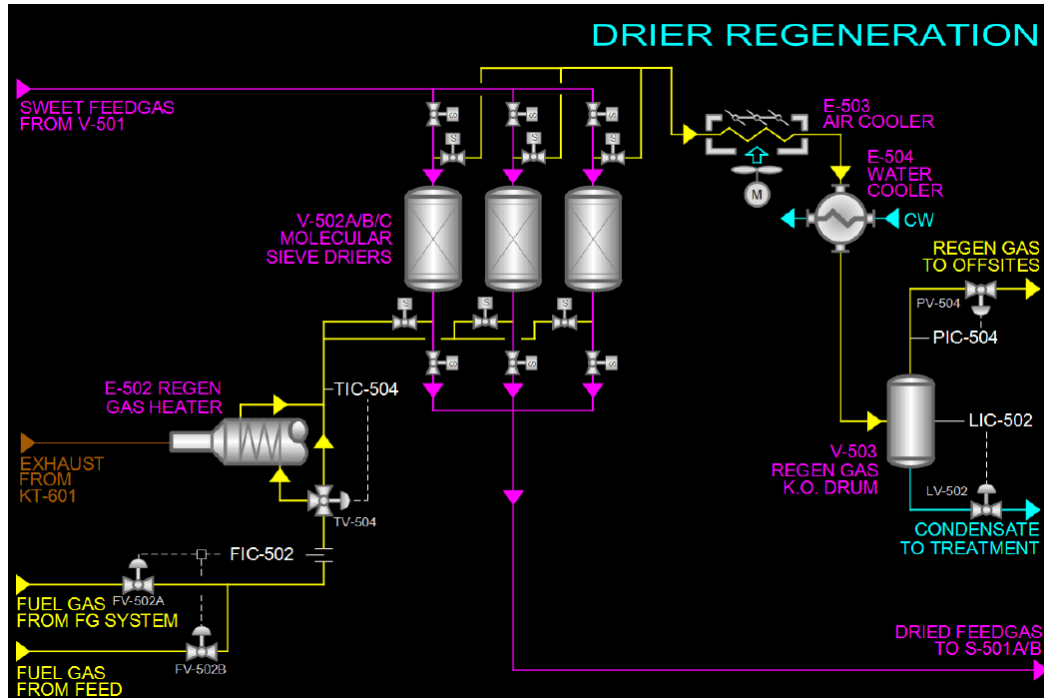 DRIER REGENERATION
SWEET FEEDGAS
FROM V-501
S
S
S
S
S
S
E-503
AIR COOLER
M
E-504
WATER
COOLER
CW
V-502A/B/C
MOLECULAR
SIEVE DRIERS
REGEN GAS
TO OFFSITES
PV-504
PIC-504
S
S
S
S
S
S
E-502 REGEN
GAS HEATER
TIC-504
LIC-502
EXHAUST
FROM
KT-601
V-503
REGEN GAS
K.O. DRUM
LV-502
TV-504
CONDENSATE
TO TREATMENT
FIC-502
FV-502A
FUEL GAS
FROM FG SYSTEM
DRIED FEEDGAS
TO S-501A/B
FV-502B
FUEL GAS
FROM FEED